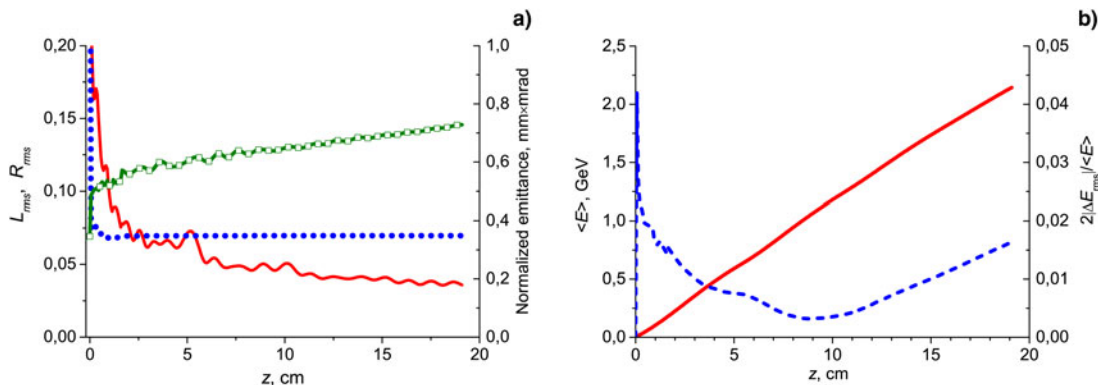 a)
0,20
0,15
0,10
0,05
0,00
L_rms, R_rms
1,0
0,8
0,6
0,4
0,2
0,0
Normalized emittance, mm×mrad
0 5 10 15 20
z, cm
b)
2,5
2,0
1,5
1,0
0,5
0,0
<E>, GeV
0,05
0,04
0,03
0,02
0,01
0,00
2|ΔE_rms|/<E>
0 5 10 15 20
z, cm